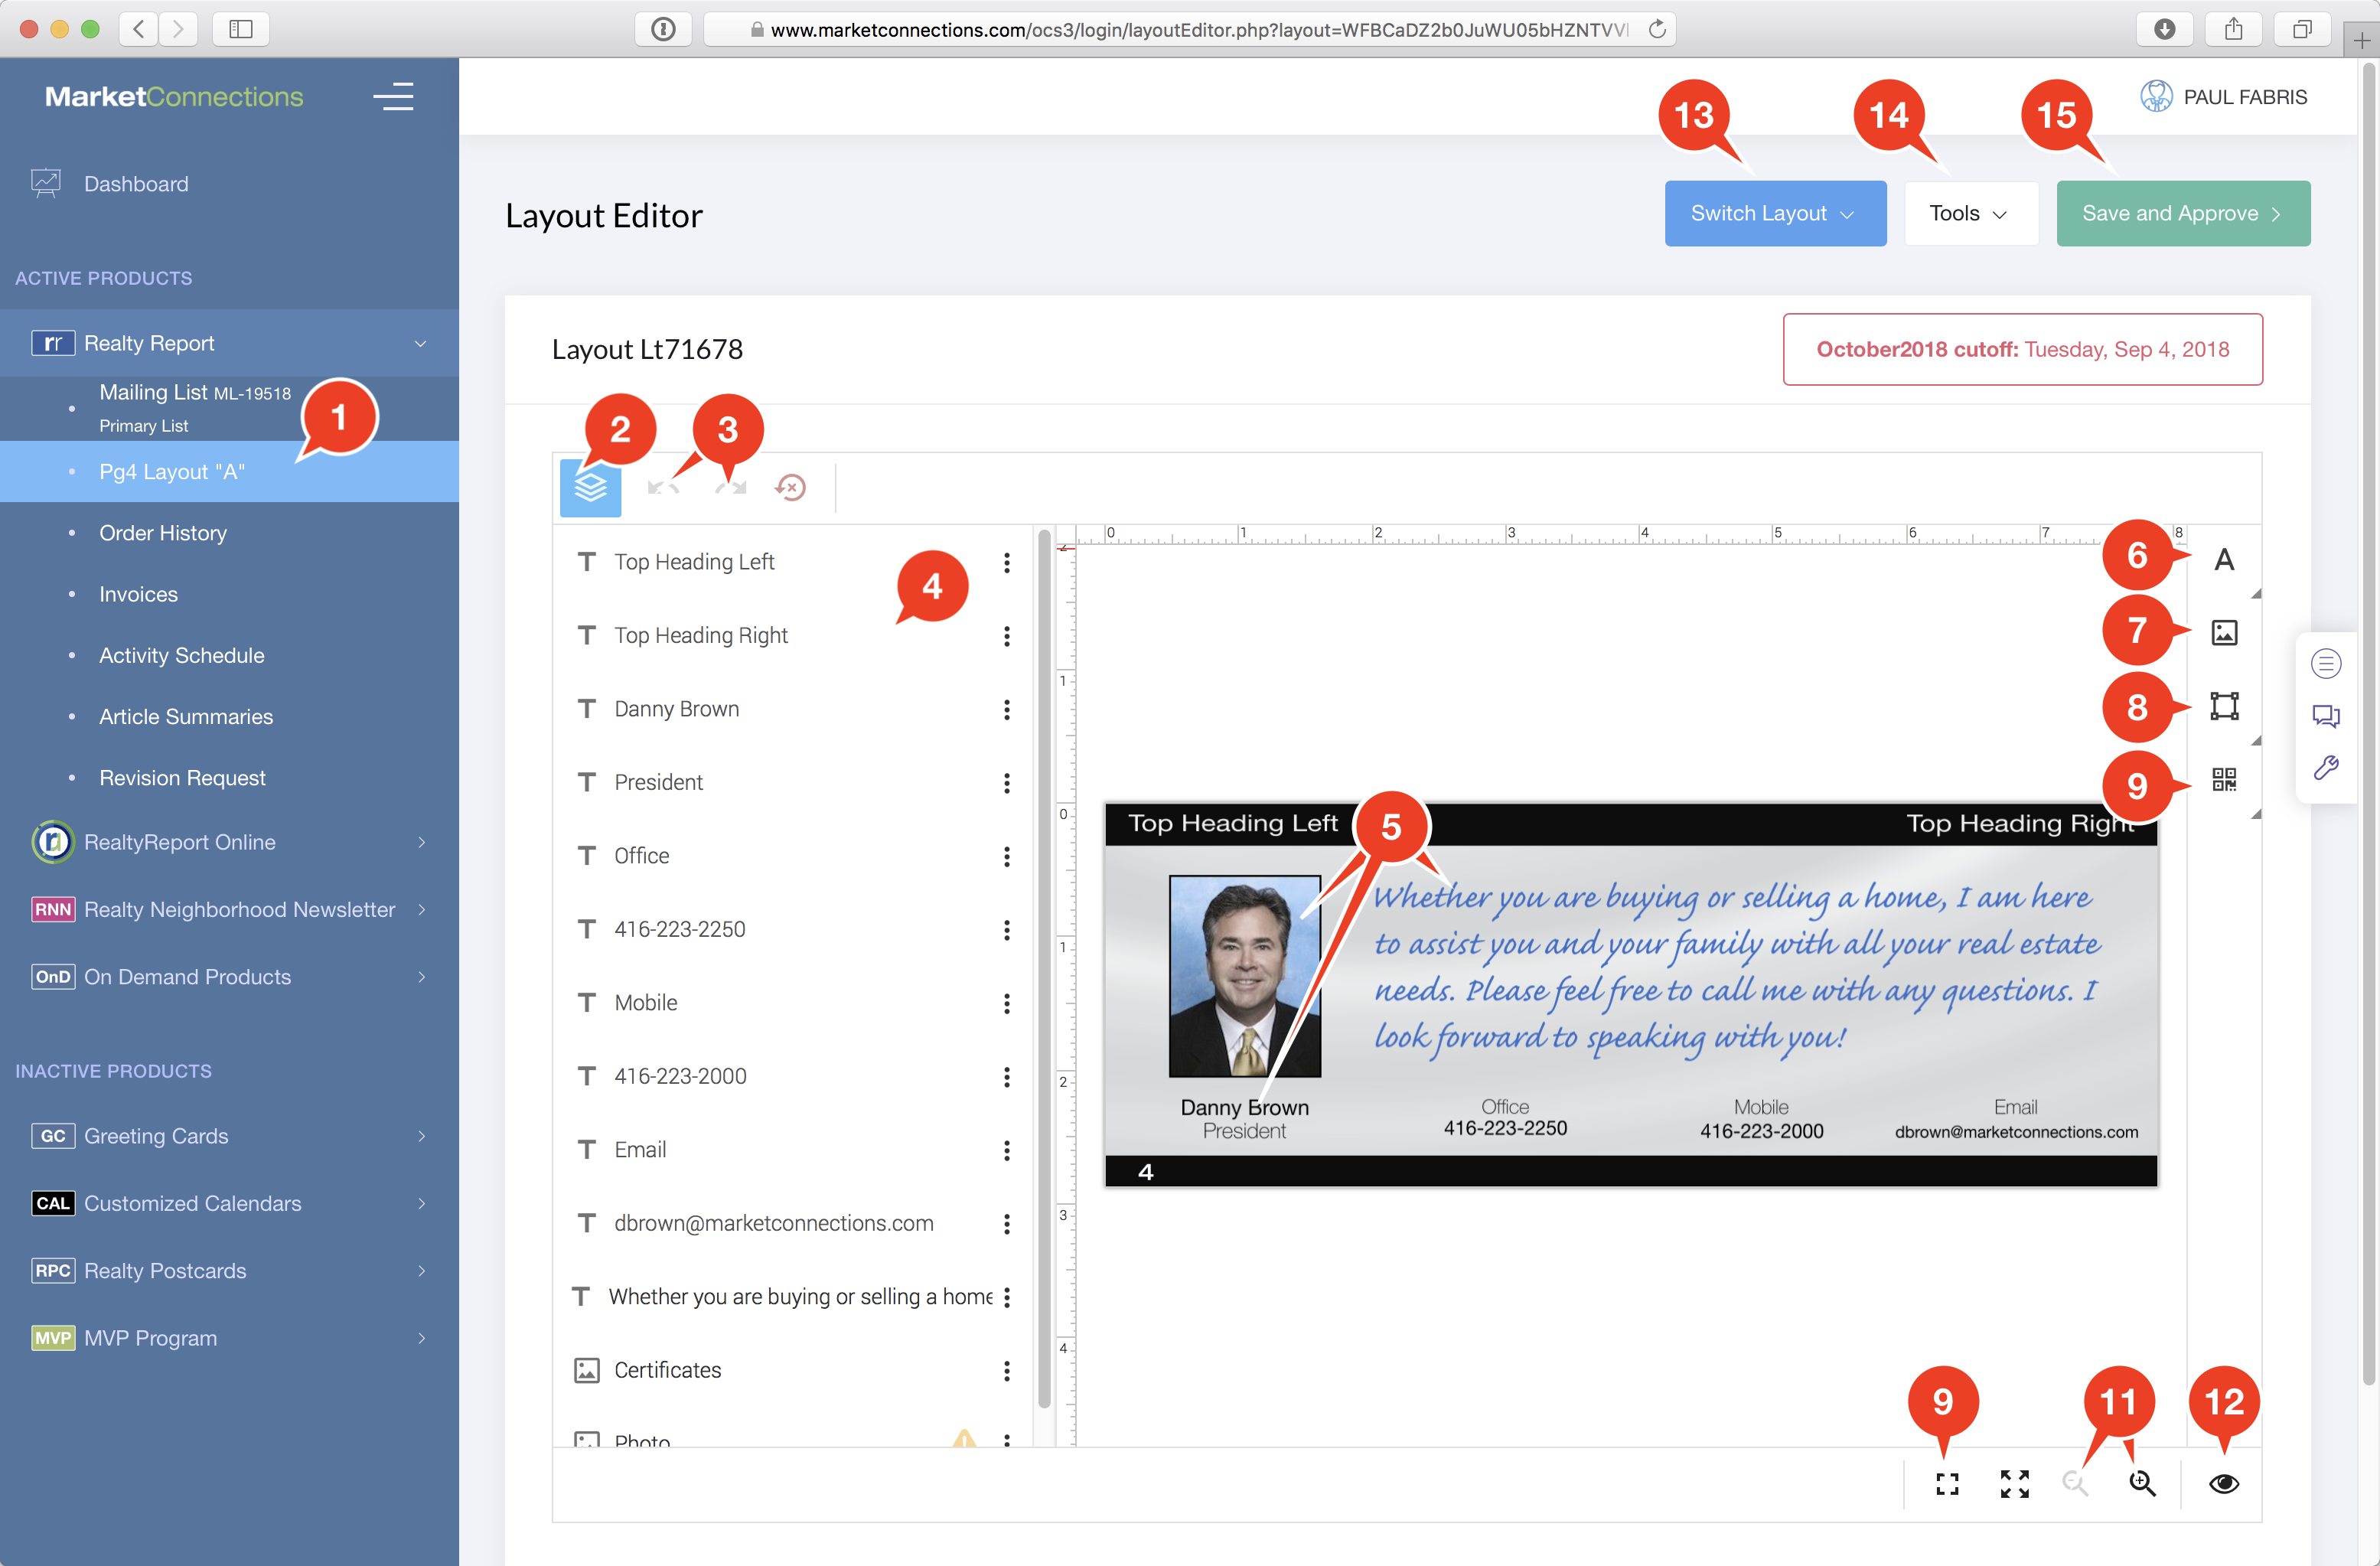 www.marketconnections.com/ocs3/login/layoutEditor.php?layout=WFBCaDZ2b0JuWU05bHZNTVV
MarketConnections
PAUL FABRIS
13
14
15
Dashboard
Layout Editor
Switch Layout
Tools
Save and Approve
ACTIVE PRODUCTS
rr Realty Report
Layout Lt71678
October2018 cutoff: Tuesday, Sep 4, 2018
Mailing List ML-19518
Primary List
1
2
3
Pg4 Layout "A"
Order History
Invoices
Activity Schedule
Article Summaries
Revision Request
RealtyReport Online
RNN Realty Neighborhood Newsletter
OnD On Demand Products
INACTIVE PRODUCTS
GC Greeting Cards
CAL Customized Calendars
RPC Realty Postcards
MVP MVP Program
T Top Heading Left
4
T Top Heading Right
T Danny Brown
T President
T Office
T 416-223-2250
T Mobile
T 416-223-2000
T Email
T dbrown@marketconnections.com
T Whether you are buying or selling a home
Certificates
Photo
0 1 2 3 4 5 6 7 8
2
1
0
1
2
3
4
6
A
7
8
9
Top Heading Left
5
Top Heading Right
Whether you are buying or selling a home, I am here
to assist you and your family with all your real estate
needs. Please feel free to call me with any questions. I
look forward to speaking with you!
Danny Brown
President
Office
416-223-2250
Mobile
416-223-2000
Email
dbrown@marketconnections.com
4
9
11
12